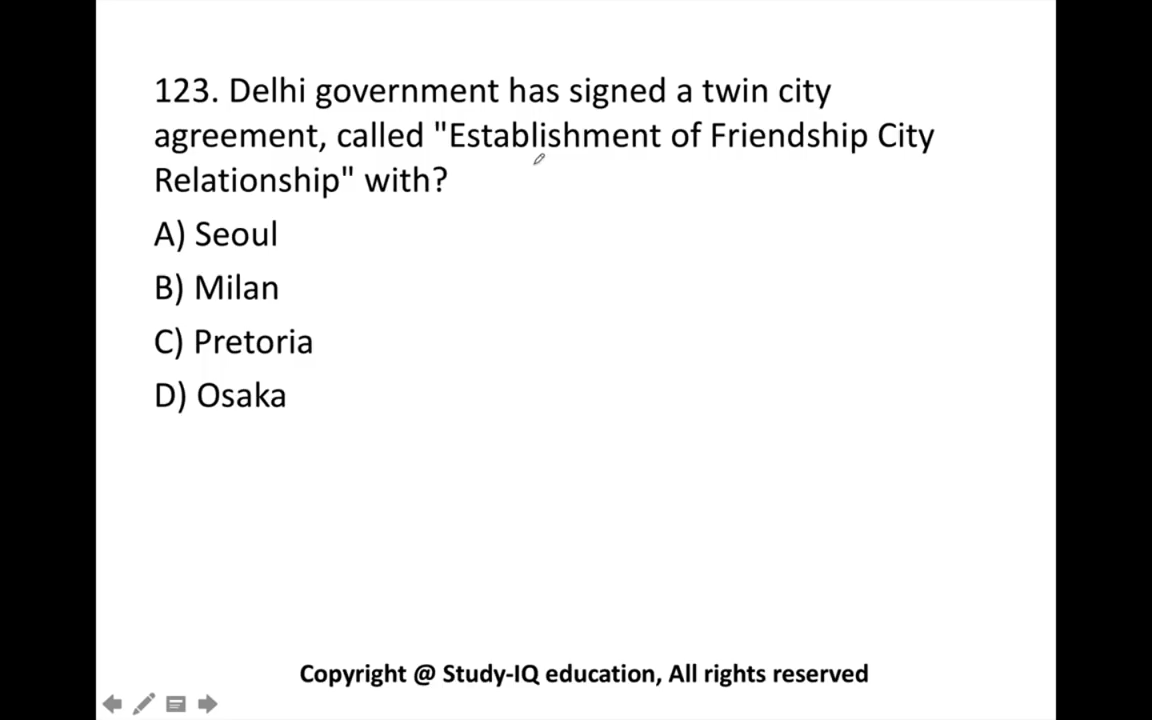 123. Delhi government has signed a twin city
agreement, called "Establishment of Friendship City
Relationship" with?
A) Seoul
B) Milan
C) Pretoria
D) Osaka
Copyright @ Study-IQ education, All rights reserved